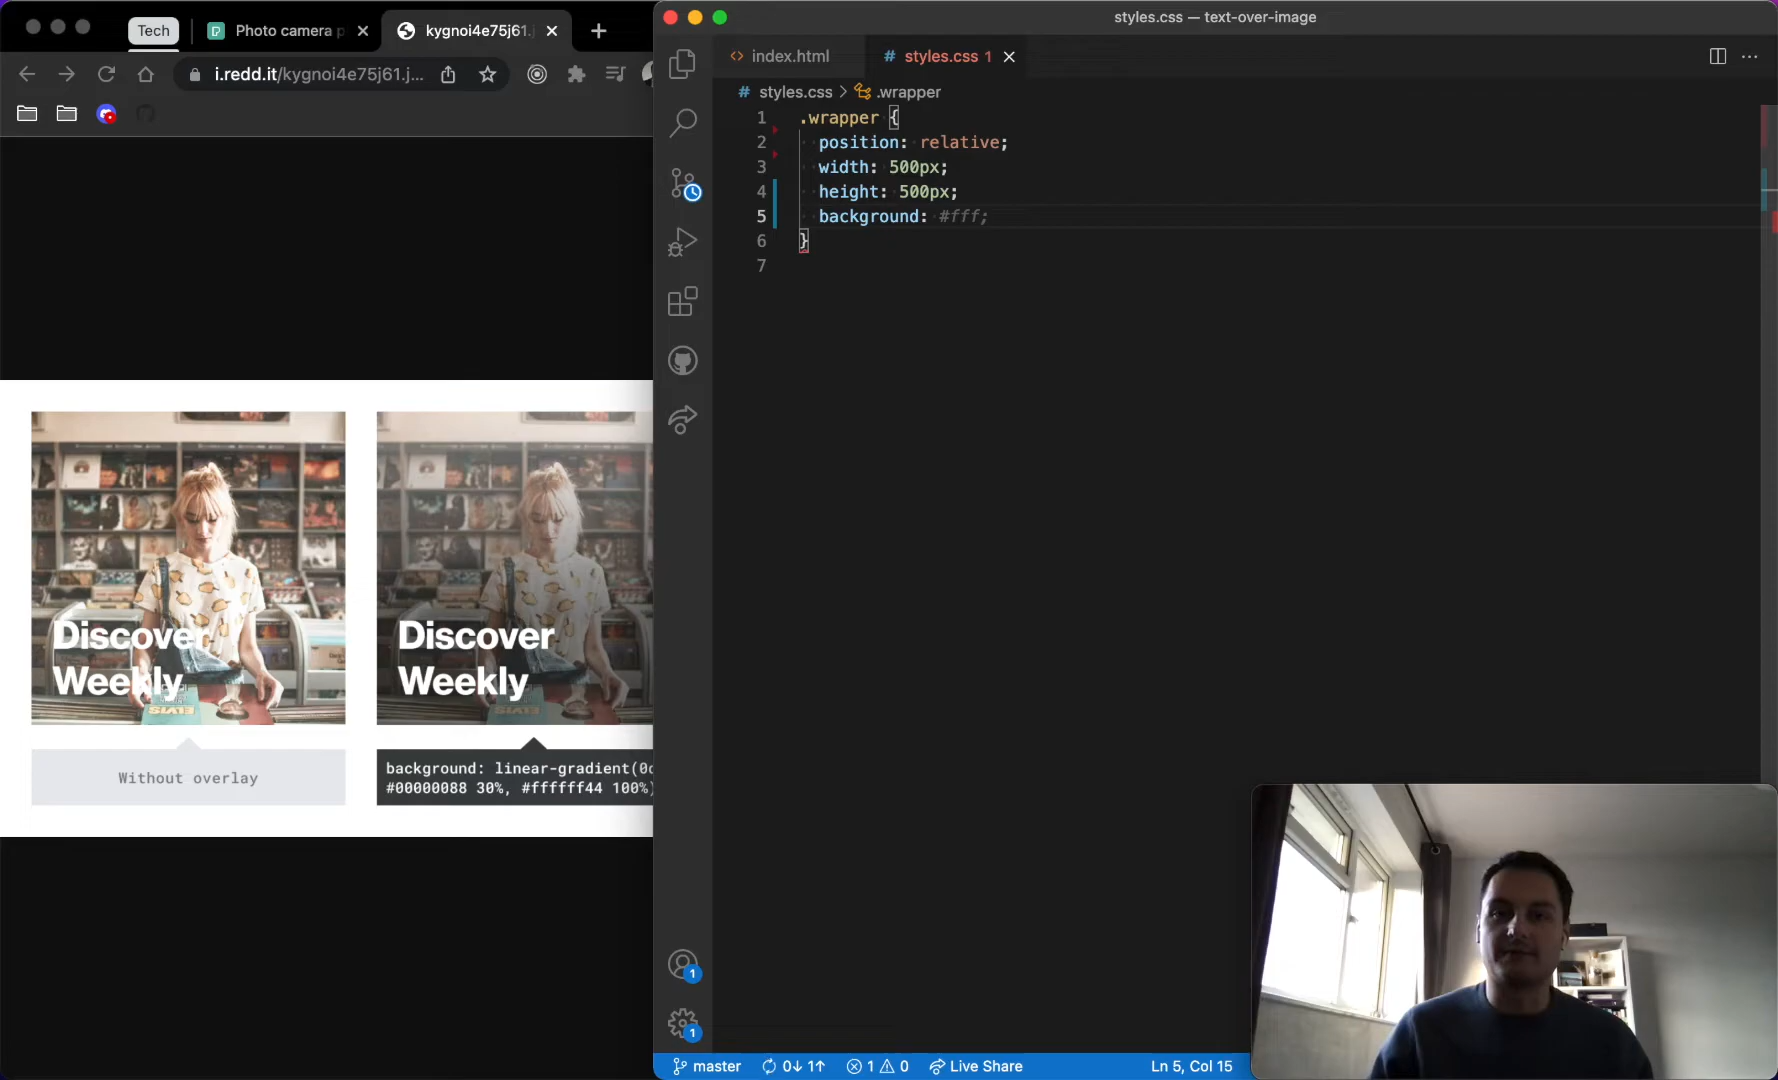 Tech
Photo camera p
kygnoi4e75j61.
i.redd.it/kygnoi4e75j61.j...
Discover
Weekly
Without overlay
Discover
Weekly
background: linear-gradient(0
#00000088 30%, #ffffff44 100%)
styles.css — text-over-image
index.html
# styles.css 1
# styles.css > .wrapper
1 .wrapper {
2 position: relative;
3 width: 500px;
4 height: 500px;
5 background: #fff;
6 }
7
1
1
master
0↓ 1↑
1 0
Live Share
Ln 5, Col 15